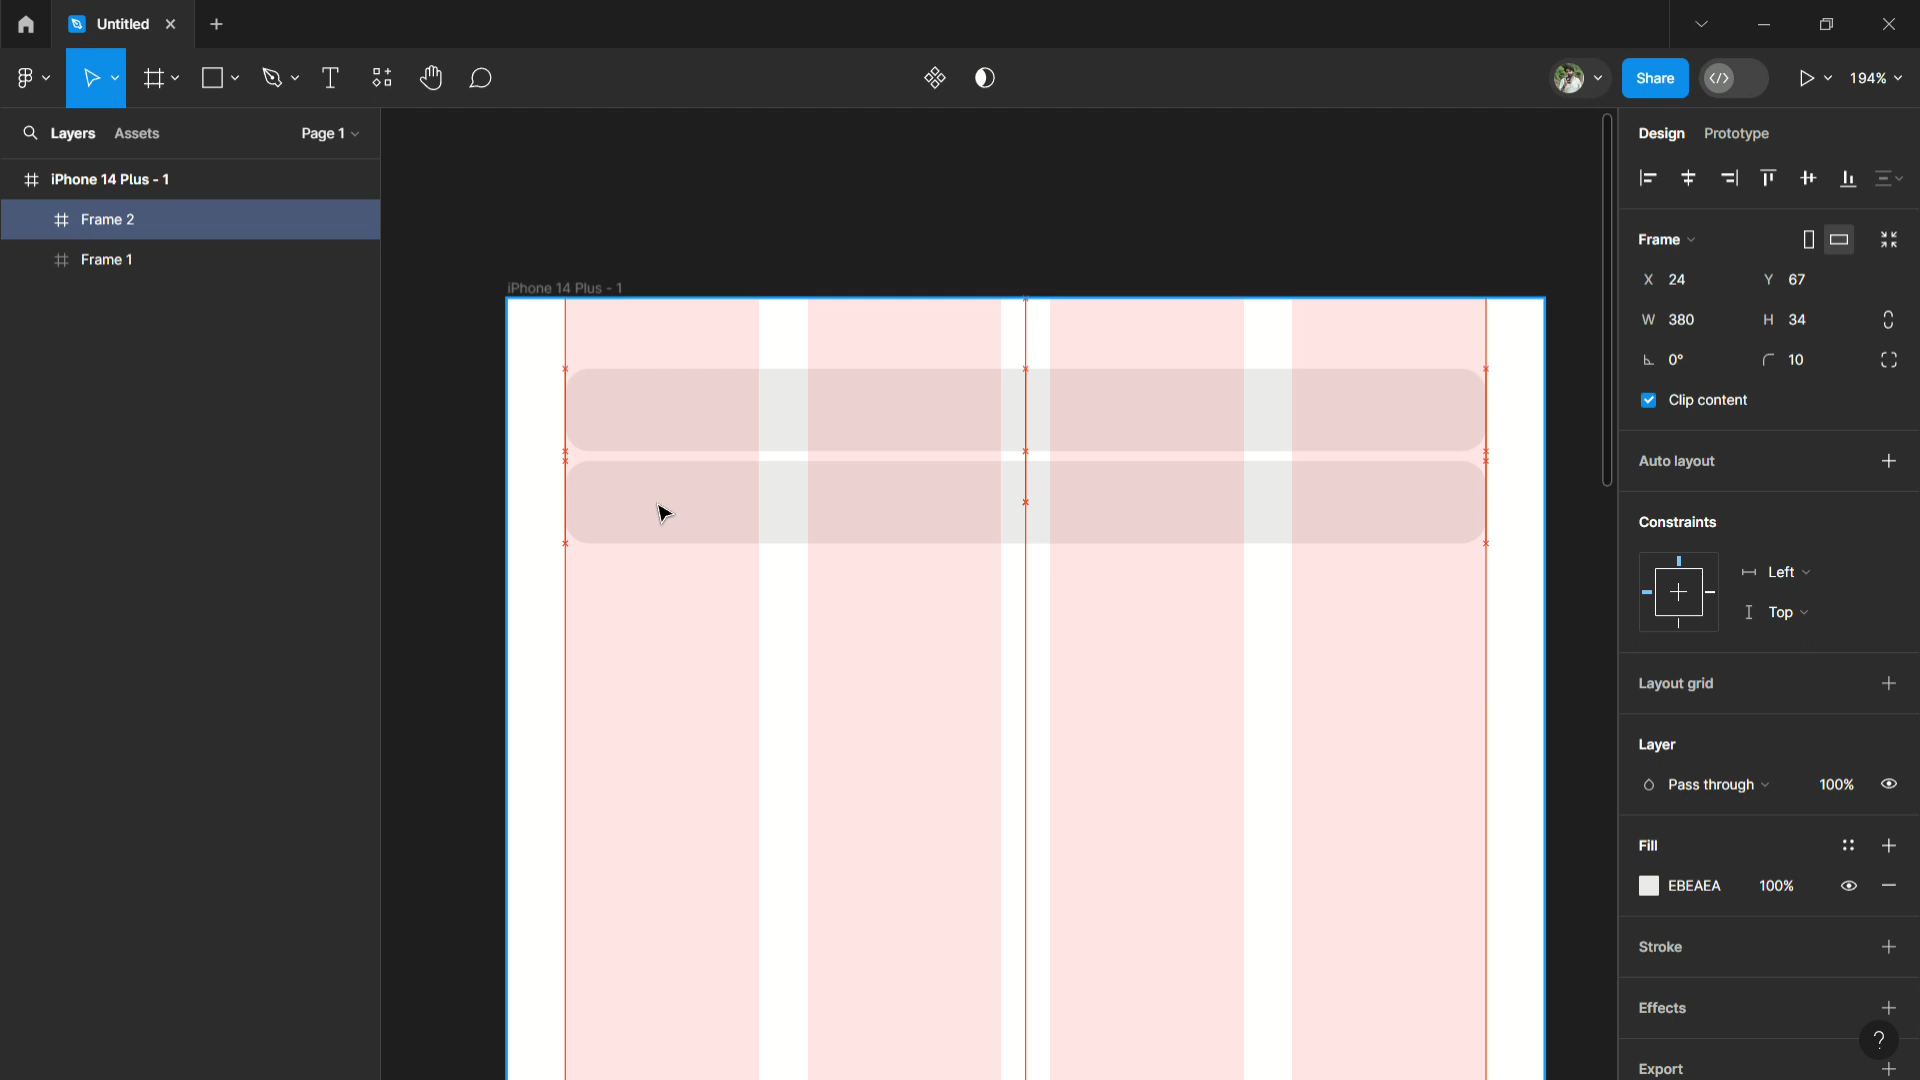 Untitled
Share
194%
Layers Assets Page 1
Design Prototype
iPhone 14 Plus - 1
Frame 2
Frame 1
iPhone 14 Plus - 1
Frame
X 24 Y 67
W 380 H 34
0° 10
Clip content
Auto layout
Constraints
Left
Top
Layout grid
Layer
Pass through 100%
Fill
EBEAEA 100%
Stroke
Effects
?
Export